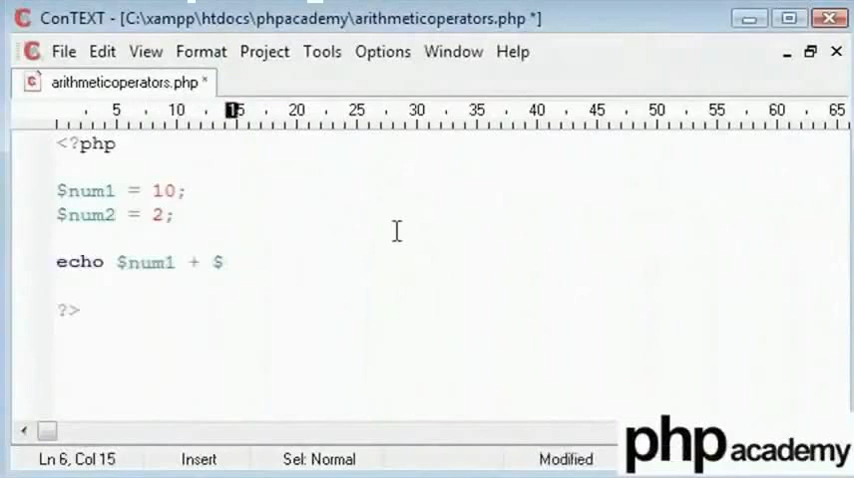 ConTEXT - [C:\xampp\htdocs\phpacademy\arithmeticoperators.php *]
File Edit View Format Project Tools Options Window Help
arithmeticoperators.php *
5 10 15 20 25 30 35 40 45 50 55 60 65
<?php
$num1 = 10;
$num2 = 2;
echo $num1 + $
?>
Ln 6, Col 15 Insert Sel: Normal Modified
php academy